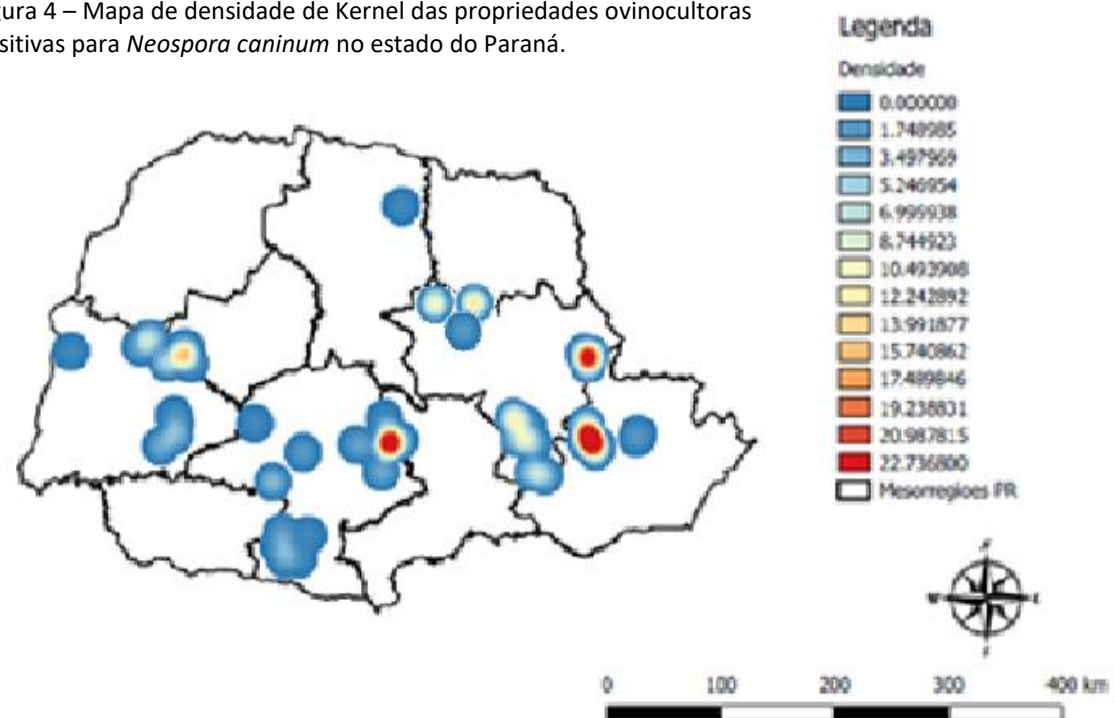 gura 4 – Mapa de densidade de Kernel das propriedades ovinocultoras
sitivas para Neospora caninum no estado do Paraná.
Legenda
Densidade
0.000000
1.748985
3.497969
5.246954
6.995938
8.744923
10.493908
12.242892
13.991877
15.740862
17.489846
19.238831
20.987815
22.736800
Mesorregioes PR
0 100 200 300 400 km